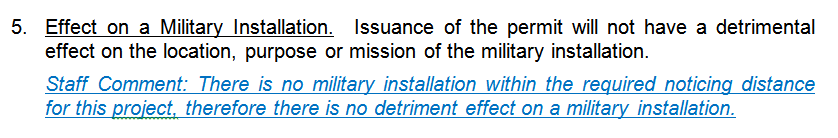 5. Effect on a Military Installation. Issuance of the permit will not have a detrimental
effect on the location, purpose or mission of the military installation.
Staff Comment: There is no military installation within the required noticing distance
for this project, therefore there is no detriment effect on a military installation.